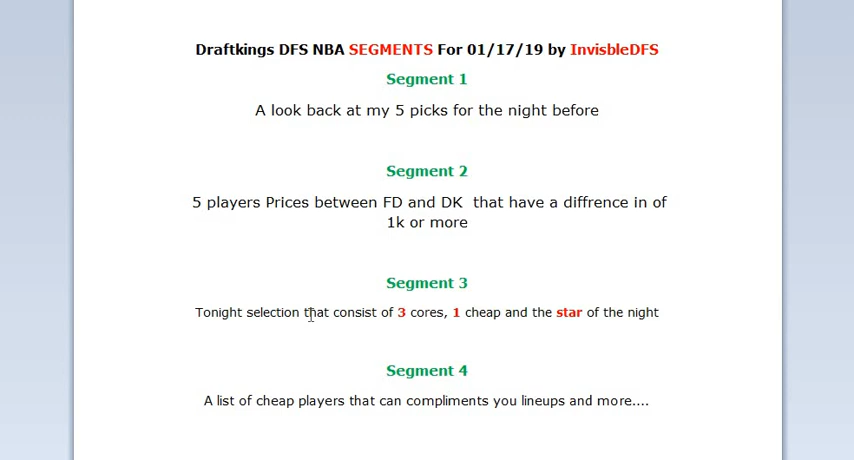 Draftkings DFS NBA SEGMENTS For 01/17/19 by InvisbleDFS
Segment 1
A look back at my 5 picks for the night before
Segment 2
5 players Prices between FD and DK  that have a diffrence in of
1k or more
Segment 3
Tonight selection that consist of 3 cores, 1 cheap and the star of the night
Segment 4
A list of cheap players that can compliments you lineups and more....